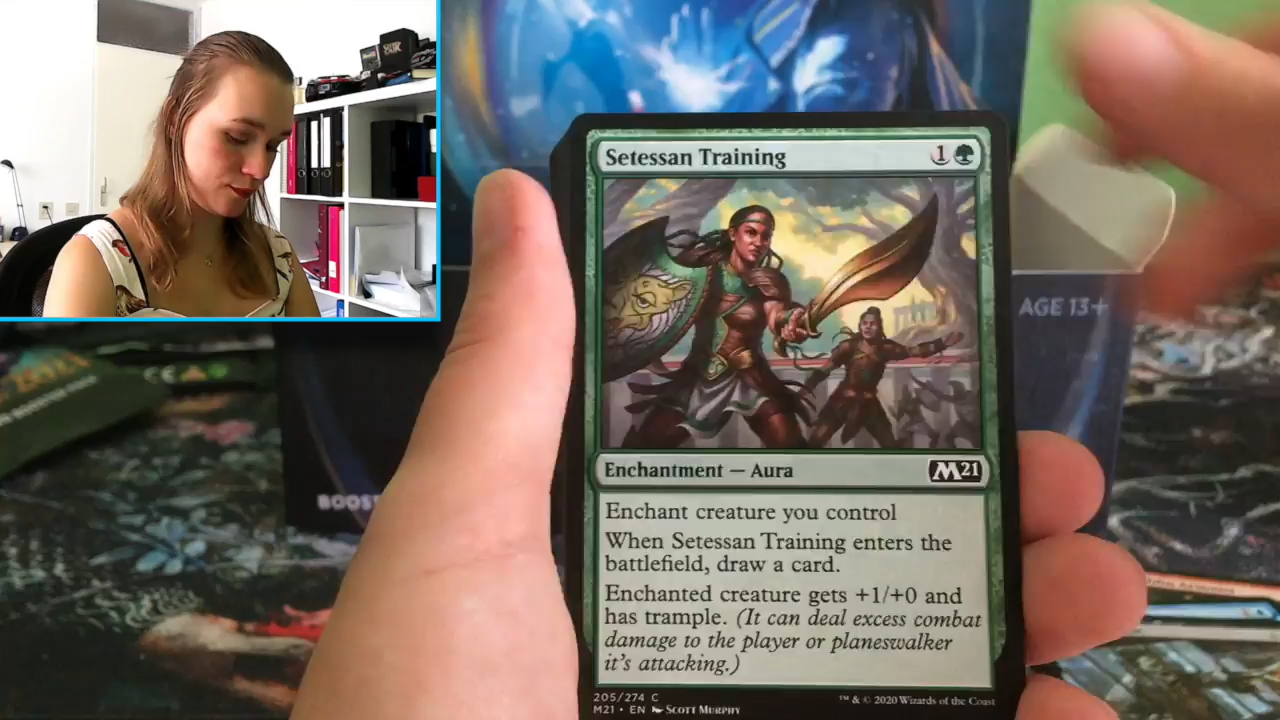 Setessan Training 1
Enchantment — Aura M21
Enchant creature you control
When Setessan Training enters the
battlefield, draw a card.
Enchanted creature gets +1/+0 and
has trample. (It can deal excess combat
damage to the player or planeswalker
it's attacking.)
205/274 C
M21 • EN Scott Murphy
™ & © 2020 Wizards of the Coast
AGE 13+
BOOST
CE